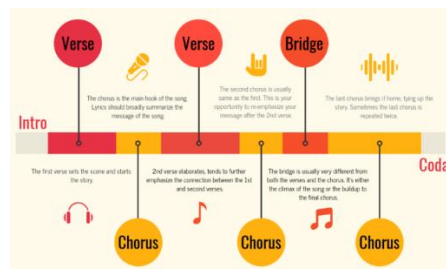 Verse
Verse
Bridge
The chorus is the main hook of the song.
Lyrics should broadly summarize the
message of the song.
The second chorus is usually
same as the first. This is your
opportunity to re-emphasize your
message after the 2nd verse.
The last chorus brings if home, tying up the
story. Sometimes the last chorus is
repeated twice.
Intro
Coda
The first verse sets the scene and starts
the story.
2nd verse elaborates, tends to further
emphasize the connection between the 1st
and second verses.
The bridge is usually very different from
both the verses and the chorus. It's either
the climax of the song or the buildup to
the final chorus.
Chorus
Chorus
Chorus